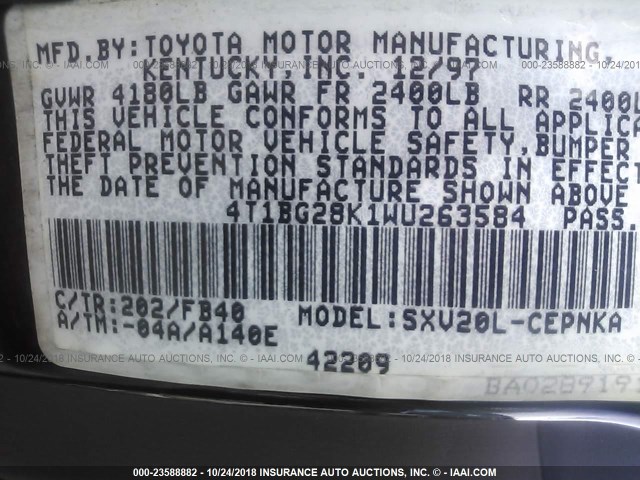 MFD.BY:TOYOTA MOTOR MANUFACTURING,
KENTUCKY, INC. 12/97
GVWR 4180LB GAWR FR 2400LB RR 2400
THIS VEHICLE CONFORMS TO ALL APPLICA
FEDERAL MOTOR VEHICLE SAFETY, BUMPER
THEFT PREVENTION STANDARDS IN EFFECT
THE DATE OF MANUFACTURE SHOWN ABOVE
4T1BG28K1WU263584 PASS.
C/TR:202/FB40 MODEL:SXV20L-CEPNKA
A/TM:-04A/A140E
42209
BA028919
000-23588882 - 10/24/2018 INSURANCE AUTO AUCTIONS - © IAAI.COM